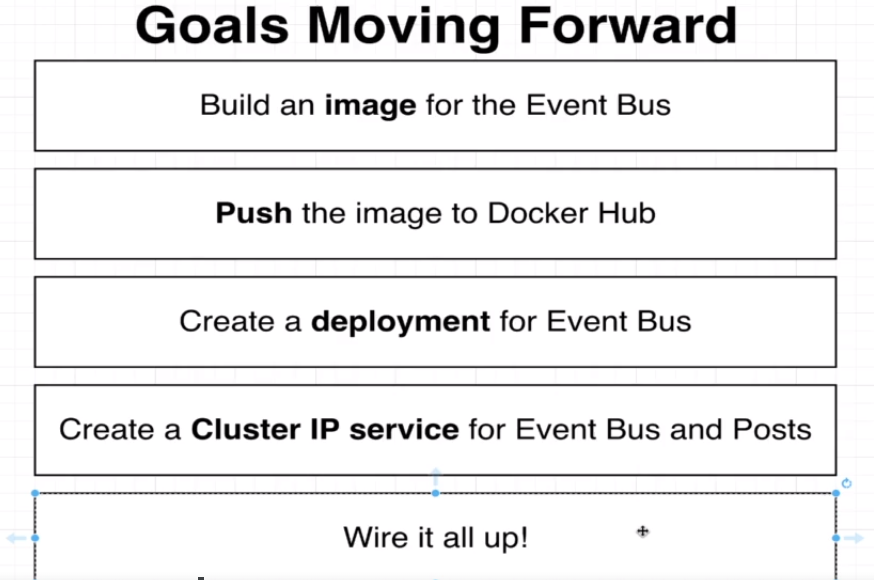 Goals Moving Forward
Build an image for the Event Bus
Push the image to Docker Hub
Create a deployment for Event Bus
Create a Cluster IP service for Event Bus and Posts
Wire it all up!